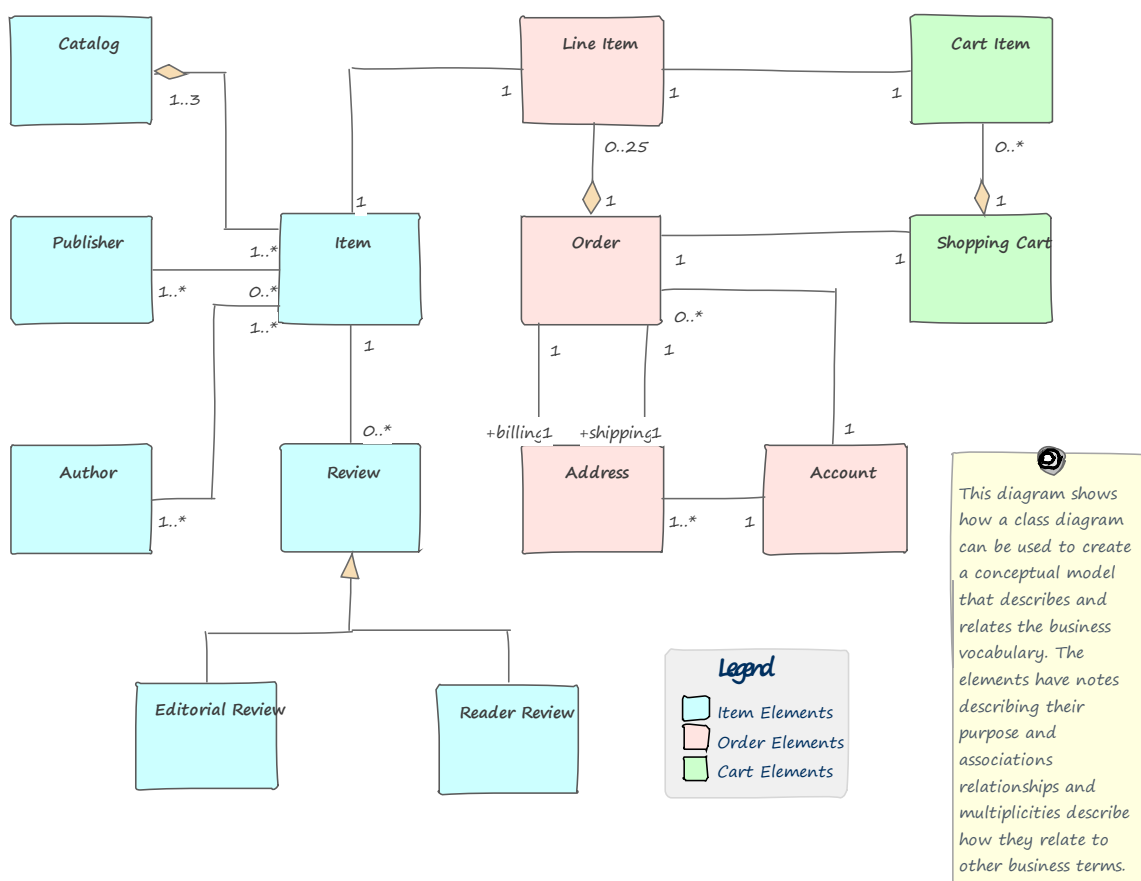 Catalog
Line Item
Cart Item
1..3
1
1
1
0..25
0..*
1
1
1
Publisher
Item
Order
Shopping Cart
1..*
1
1
1..*
0..*
0..*
1..*
1
1
1
0..*
+billing1
+shipping1
1
Author
Review
Address
Account
1..*
1..*
1
This diagram shows
how a class diagram
can be used to create
a conceptual model
that describes and
relates the business
vocabulary. The
elements have notes
describing their
purpose and
associations
relationships and
multiplicities describe
how they relate to
other business terms.
Editorial Review
Reader Review
Legend
Item Elements
Order Elements
Cart Elements